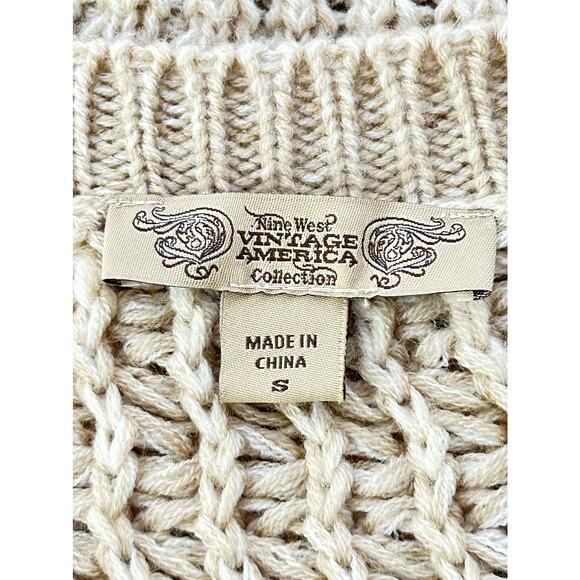 Nine West
VINTAGE
AMERICA
Collection
MADE IN
CHINA
S